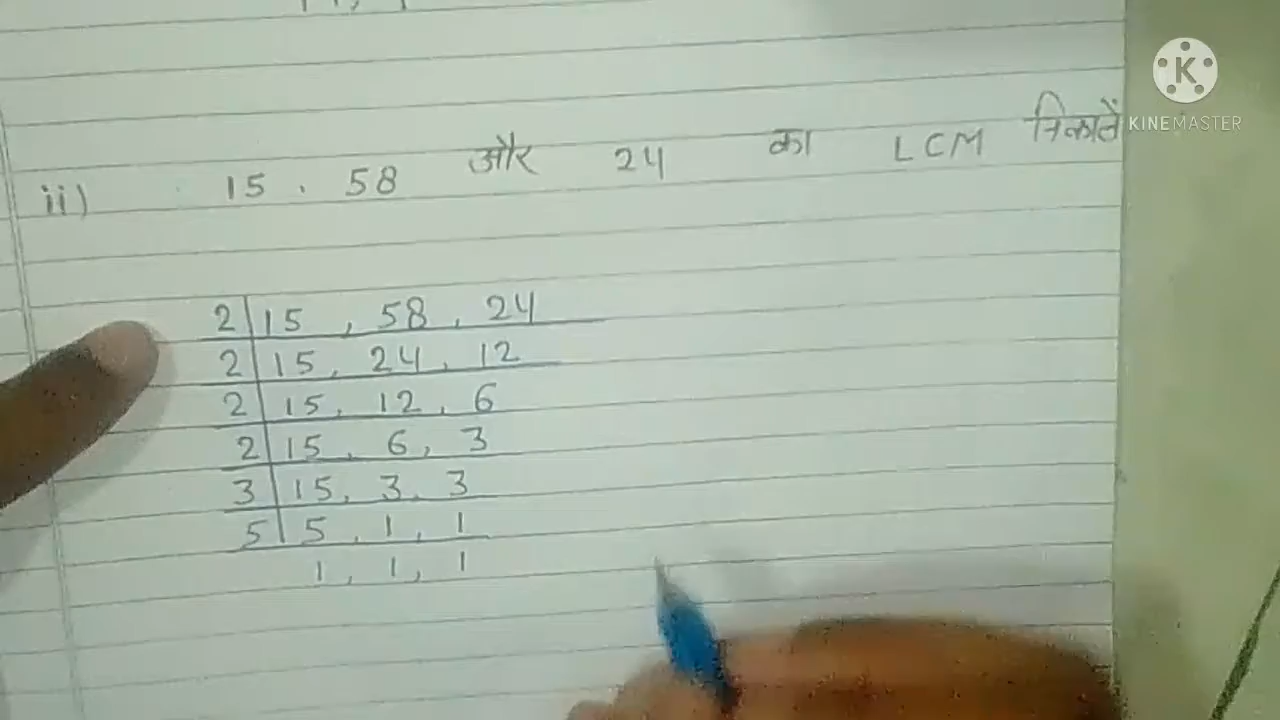 K
KINEMASTER
ii) 15 . 58 और 24 का LCM निकालें
2 15 , 58 , 24
2 15 , 24 , 12
2 15 , 12 , 6
2 15 , 6 , 3
3 15 , 3 , 3
5 5 , 1 , 1
1 , 1 , 1